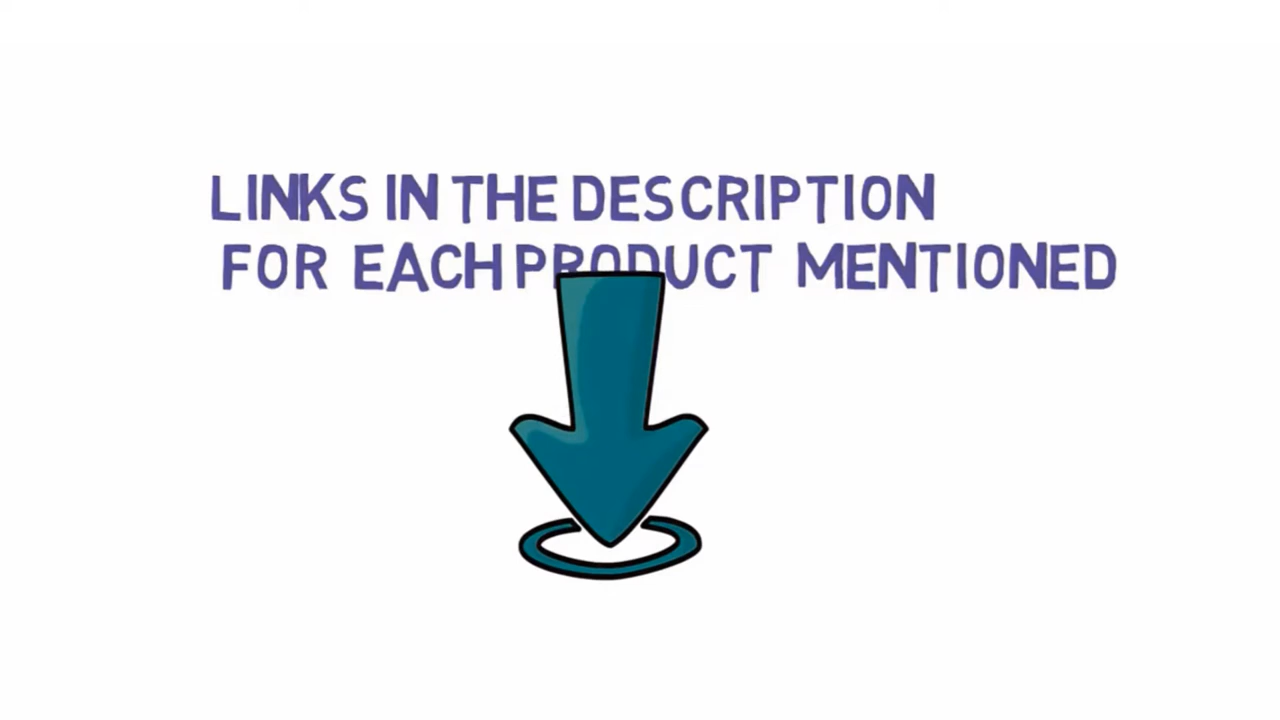 LINKS IN THE DESCRIPTION
FOR EACH PRODUCT MENTIONED